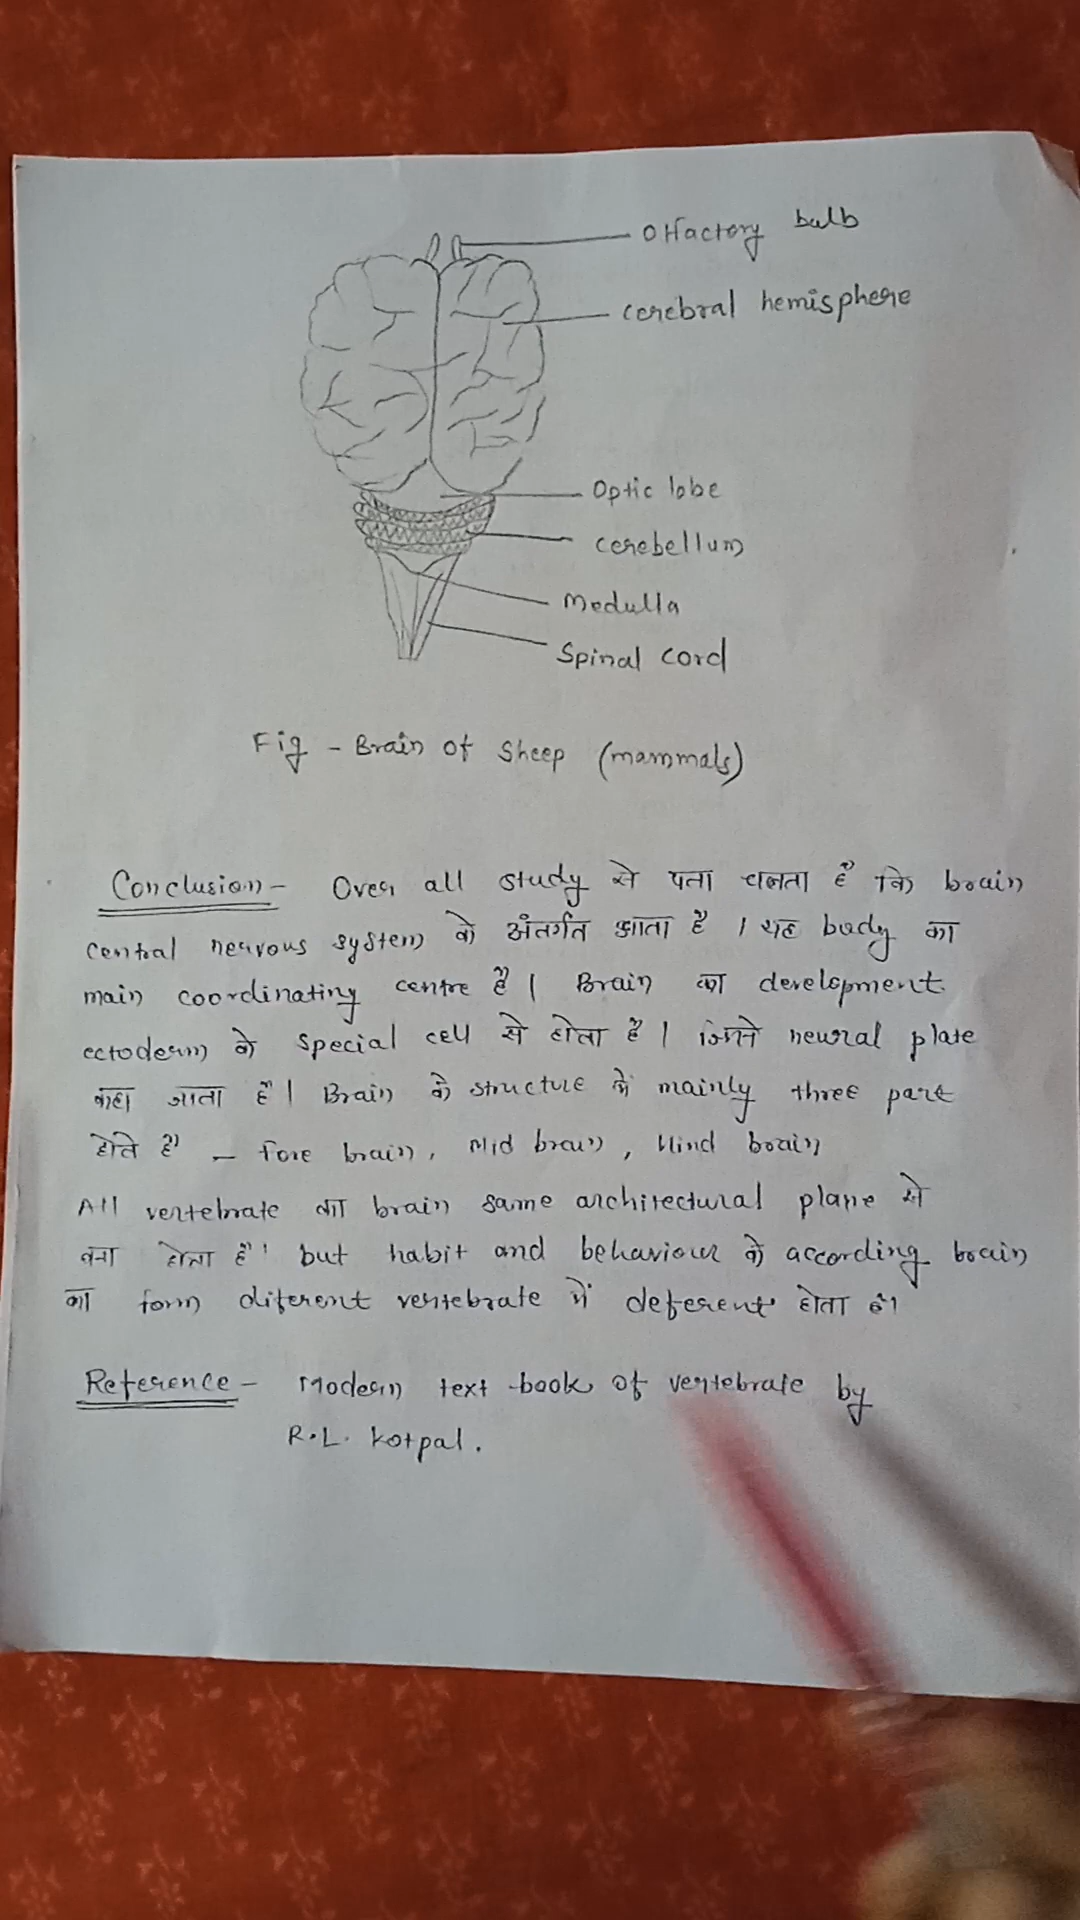 Olfactory bulb
cerebral hemisphere
Optic lobe
cerebellum
Medulla
Spinal cord
Fig - Brain of Sheep (mammals)
Conclusion - Over all study से पता चलता है कि brain
central nervous system के अंतर्गत आता है । यह body का
main coordinating centre है । Brain का development
ectoderm के special cell से होता है । जिसे neural plate
कहा जाता है । Brain के structure में mainly three part
होते है - fore brain, Mid brain, Hind brain
All vertebrate का brain same architectural plane से
बना होता है । but habit and behaviour के according brain
का form diferent vertebrate में deferent होता है।
Reference - Modern text book of vertebrate by
R.L. kotpal.